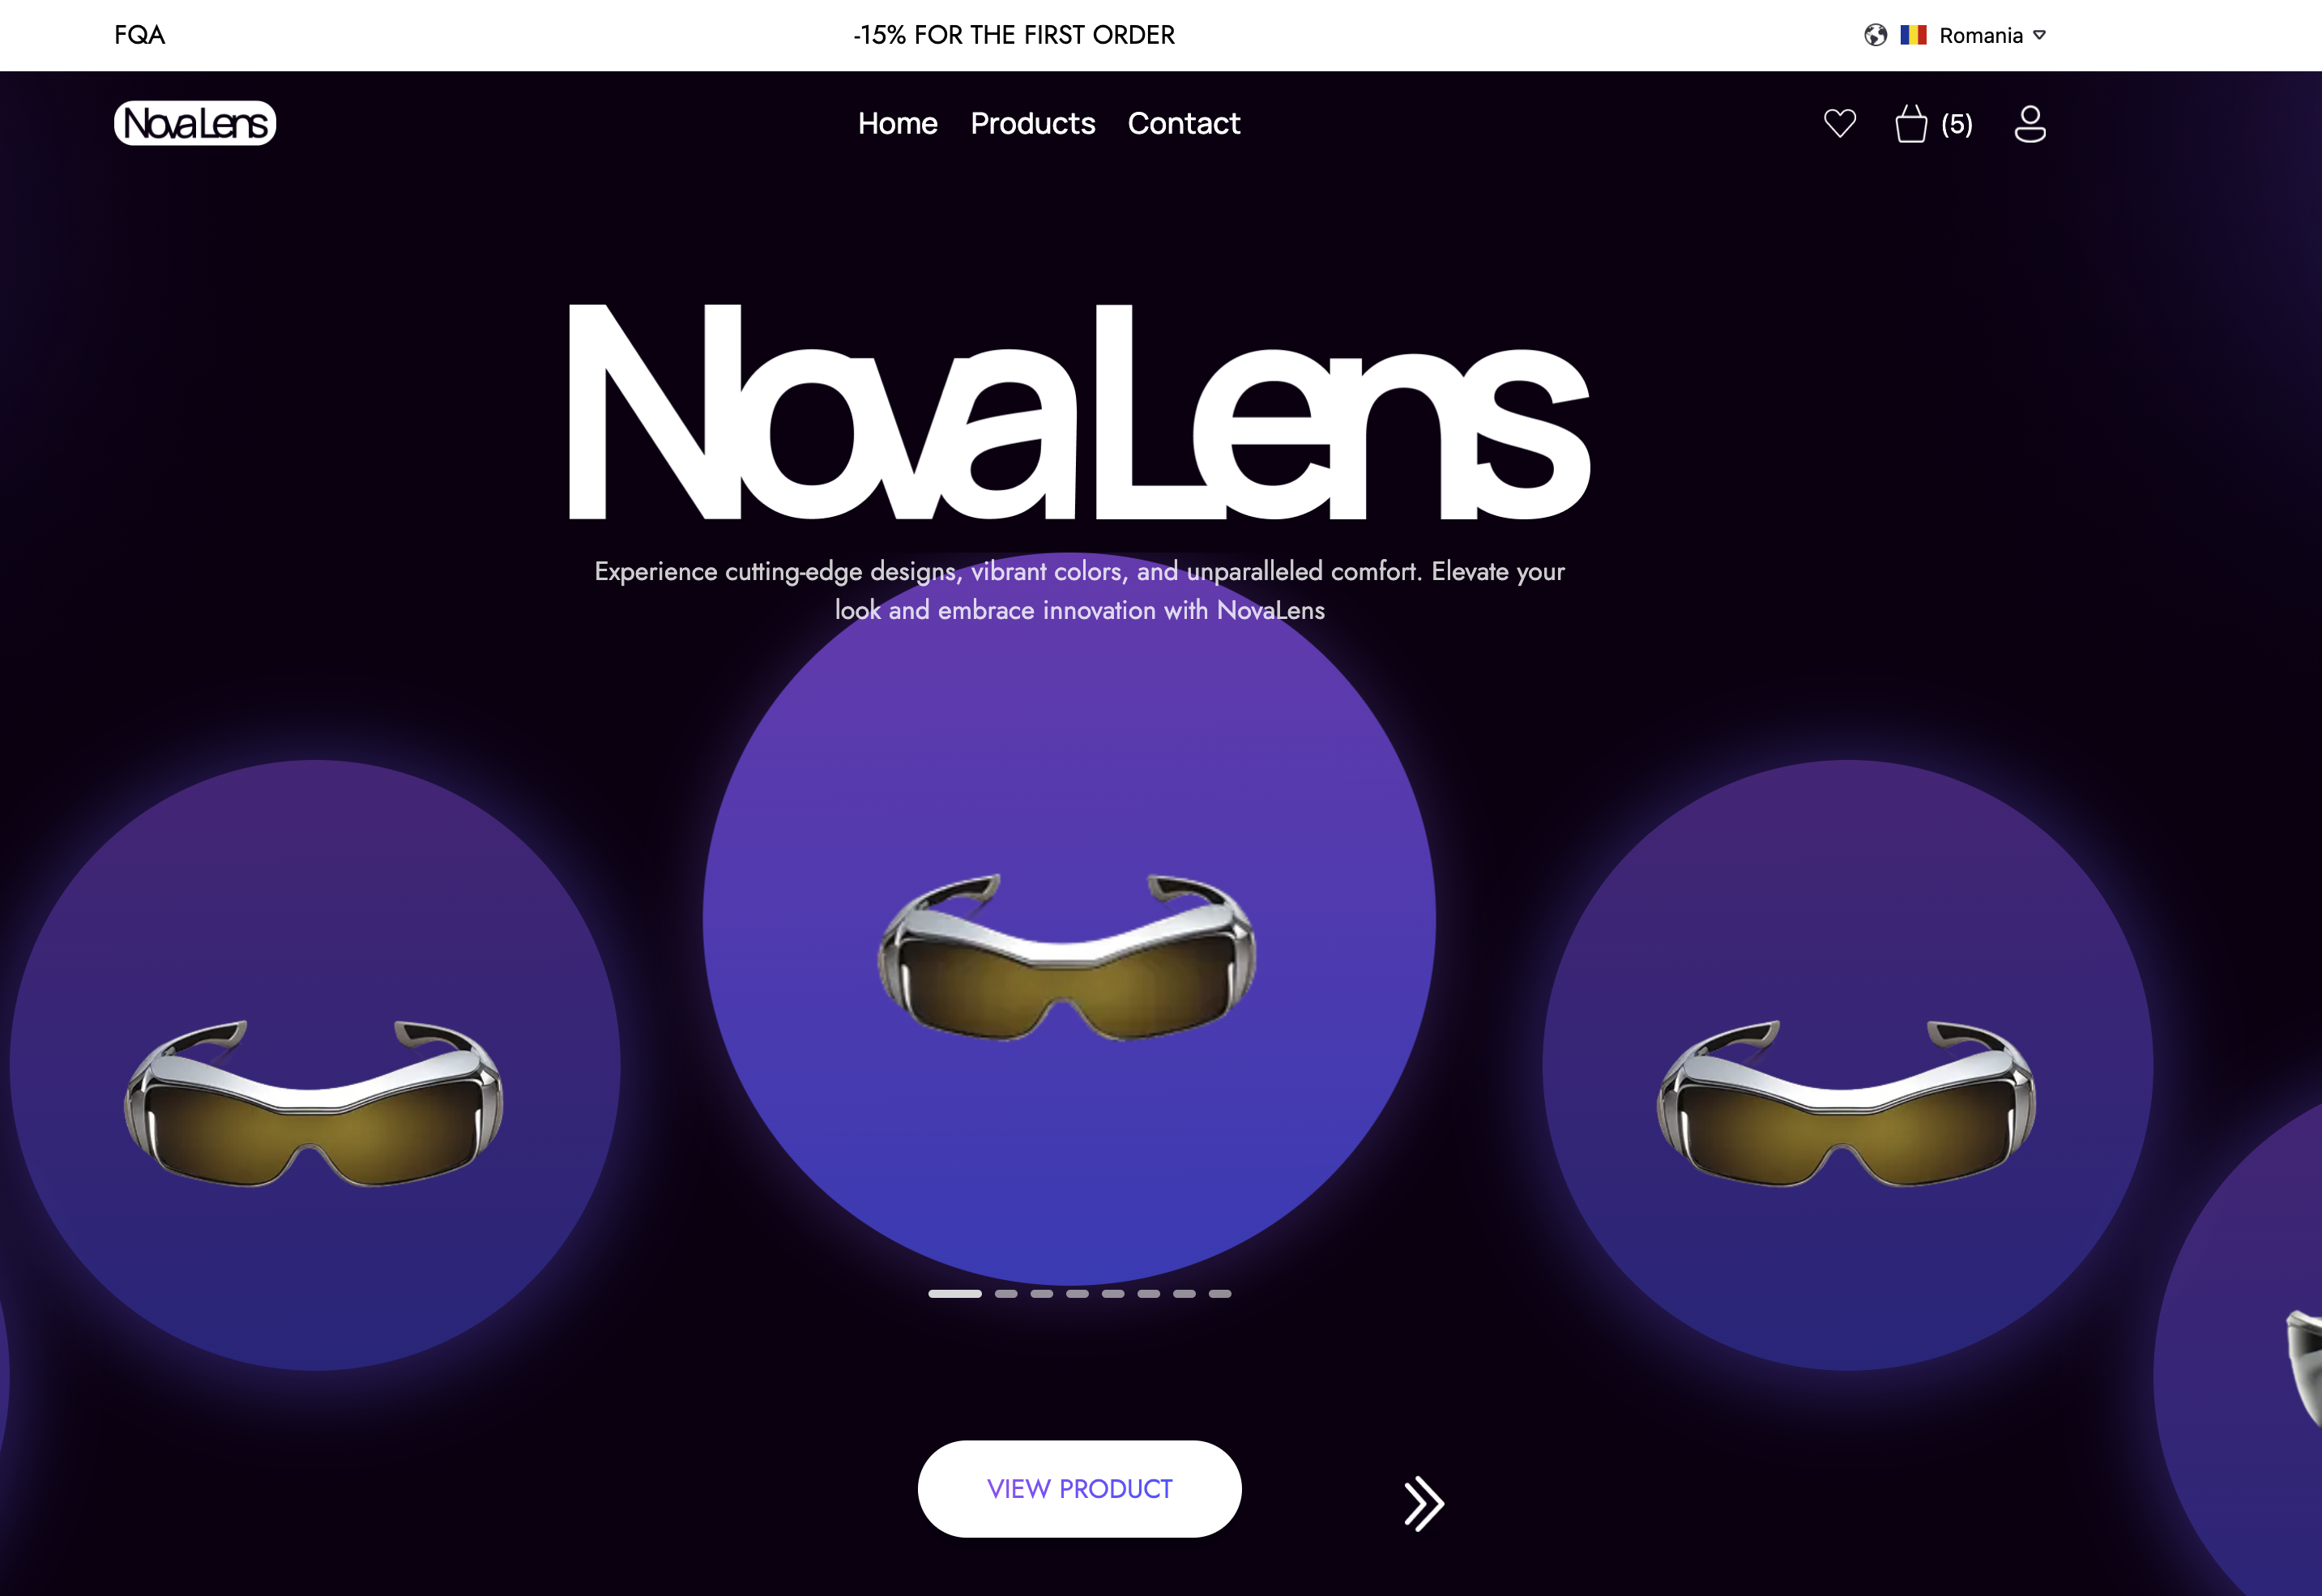 FQA
-15% FOR THE FIRST ORDER
Romania
NovaLens
Home Products Contact
(5)
NovaLens
Experience cutting-edge designs, vibrant colors, and unparalleled comfort. Elevate your
look and embrace innovation with NovaLens
VIEW PRODUCT